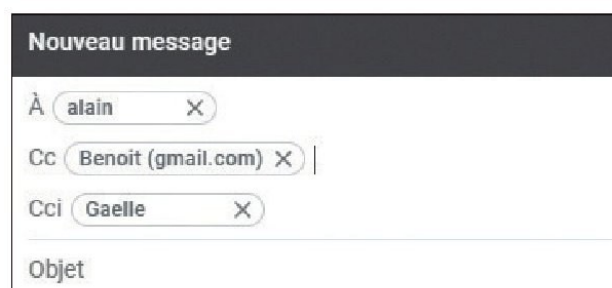 Nouveau message
À alain
Cc Benoit (gmail.com)
Cci Gaelle
Objet